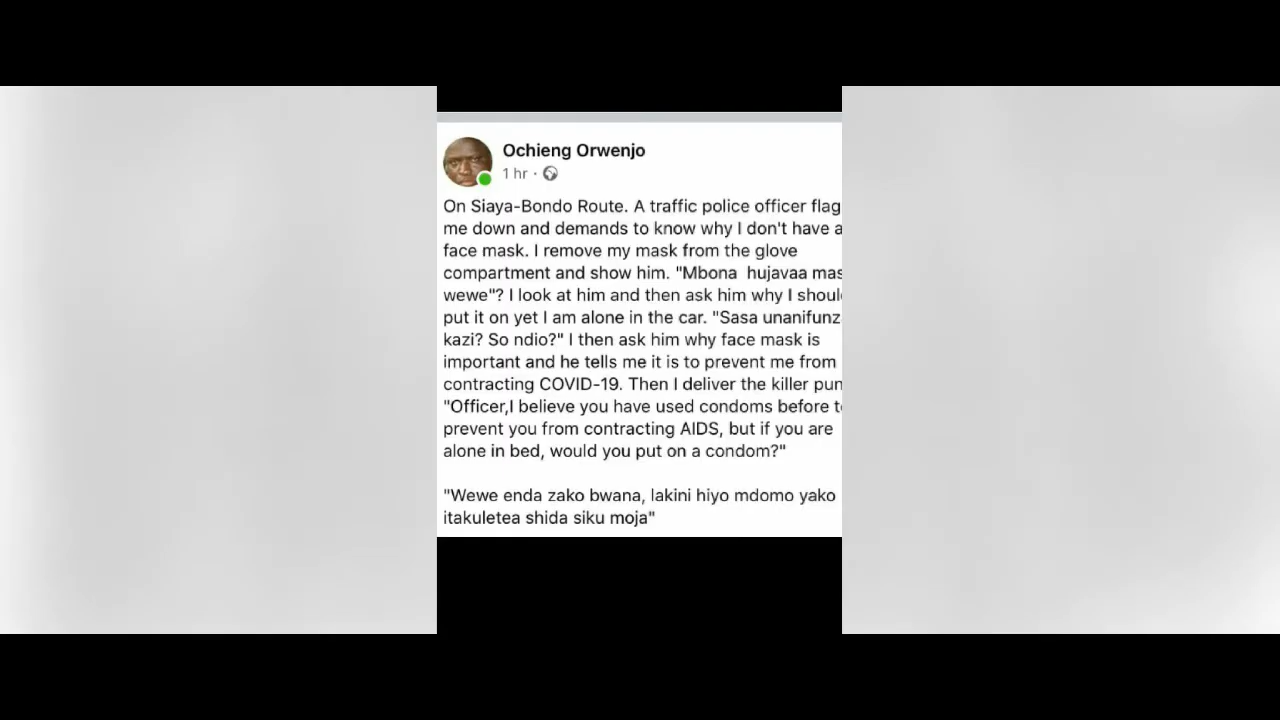 Ochieng Orwenjo
1 hr ·
On Siaya-Bondo Route. A traffic police officer flag
me down and demands to know why I don't have a
face mask. I remove my mask from the glove
compartment and show him. "Mbona hujavaa mas
wewe"? I look at him and then ask him why I shoul
put it on yet I am alone in the car. "Sasa unanifunz
kazi? So ndio?" I then ask him why face mask is
important and he tells me it is to prevent me from
contracting COVID-19. Then I deliver the killer pun
"Officer,I believe you have used condoms before t
prevent you from contracting AIDS, but if you are
alone in bed, would you put on a condom?"
"Wewe enda zako bwana, lakini hiyo mdomo yako
itakuletea shida siku moja"